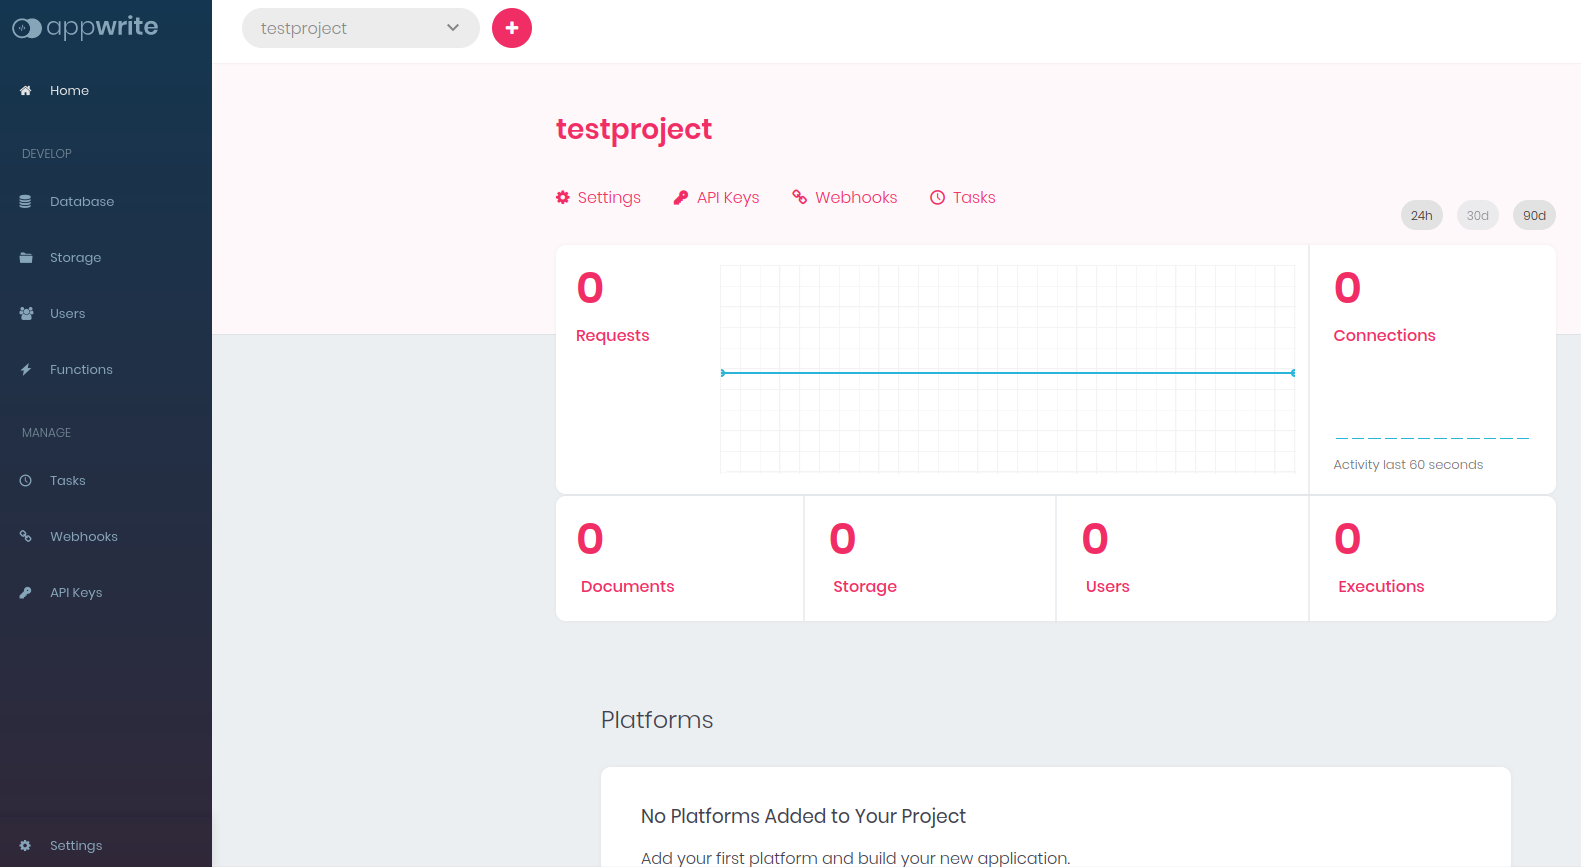 appwrite
testproject
Home
DEVELOP
Database
Storage
Users
Functions
MANAGE
Tasks
Webhooks
API Keys
Settings
testproject
Settings API Keys Webhooks Tasks
24h 30d 90d
0
Requests
0
Connections
Activity last 60 seconds
0
Documents
0
Storage
0
Users
0
Executions
Platforms
No Platforms Added to Your Project
Add your first platform and build your new application.